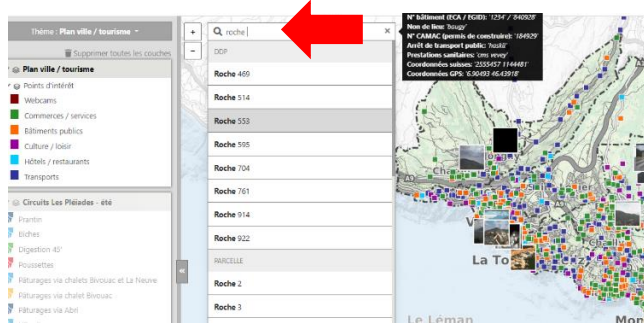 Thème : Plan ville / tourisme
Supprimer toutes les couches
Plan ville / tourisme
Points d'intérêt
Webcams
Commerces / services
Bâtiments publics
Culture / loisir
Hôtels / restaurants
Transports
Circuits Les Pléiades - été
Prantin
Biches
Digestion 45'
Poussettes
Pâturages via chalets Bivouac et La Neuve
Pâturages via chalet Bivouac
Pâturages via Abri
+
-
roche
×
DDP
Roche 469
Roche 514
Roche 553
Roche 595
Roche 704
Roche 761
Roche 914
Roche 922
PARCELLE
Roche 2
Roche 3
«
N° bâtiment (ECA / EGID): '1234' / '840928'
Nom de lieu: 'bougy'
N° CAMAC (permis de construire): '184929'
Arrêt de transport public: 'hasli'
Prestations sanitaires: 'cms vevey'
Coordonnées suisses: '2555457 1144481'
Coordonnées GPS: '6.90493 46.43918'
La To
Le Léman
Mon